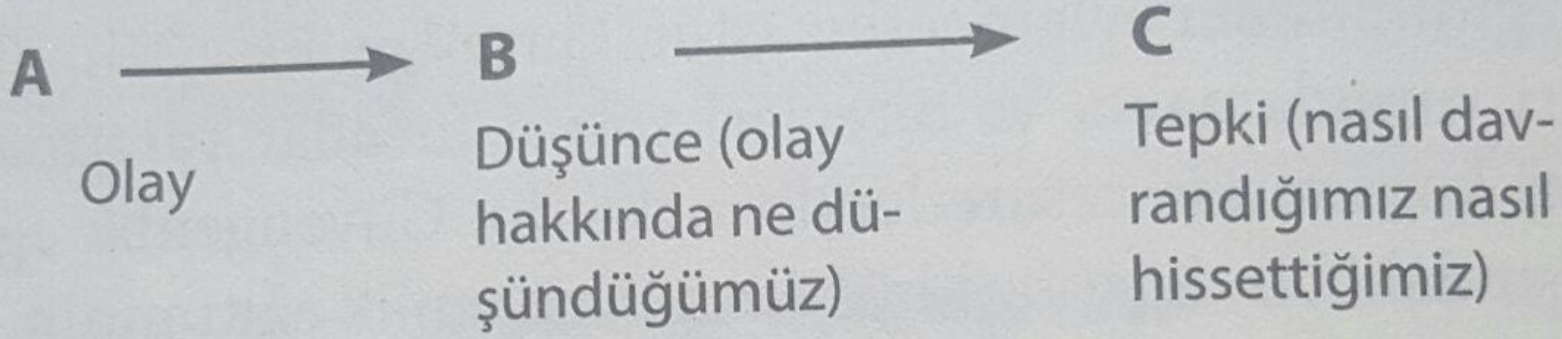 A
B
C
Olay
Düşünce (olay
hakkında ne dü-
şündüğümüz)
Tepki (nasıl dav-
randığımız nasıl
hissettiğimiz)